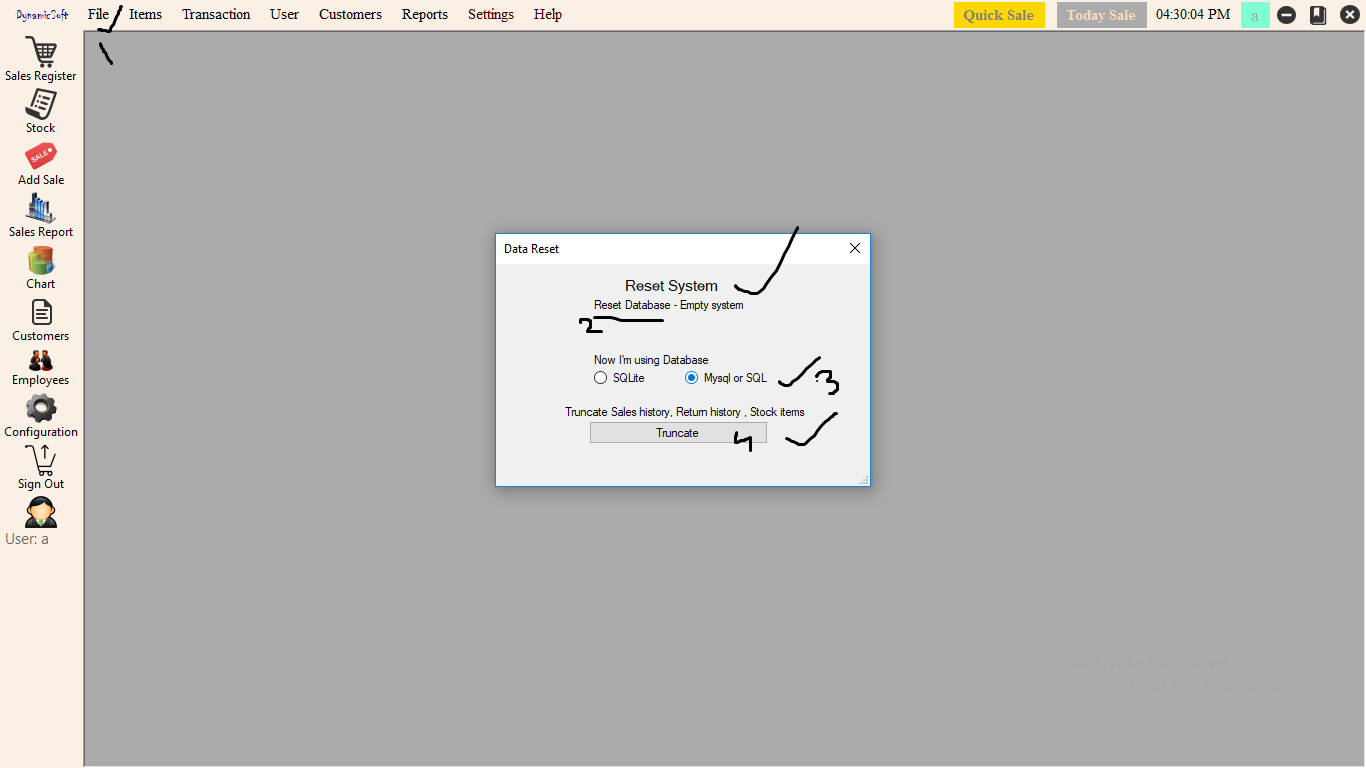 DynamicSoft File Items Transaction User Customers Reports Settings Help Quick Sale Today Sale 04:30:04 PM a
1
Sales Register
Stock
SALE
Add Sale
Sales Report
Chart
Customers
Employees
Configuration
Sign Out
User: a
Data Reset
Reset System
Reset Database - Empty system
2
Now I'm using Database
SQLite Mysql or SQL 3
Truncate Sales history, Return history , Stock items
Truncate 4
Activate Windows